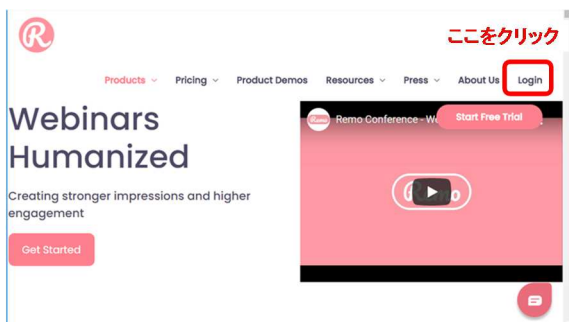 R
ここをクリック
Products
Pricing
Product Demos
Resources
Press
About Us
Login
Webinars
Humanized
Creating stronger impressions and higher
engagement
Get Started
Remo Conference - We
Start Free Trial
Remo